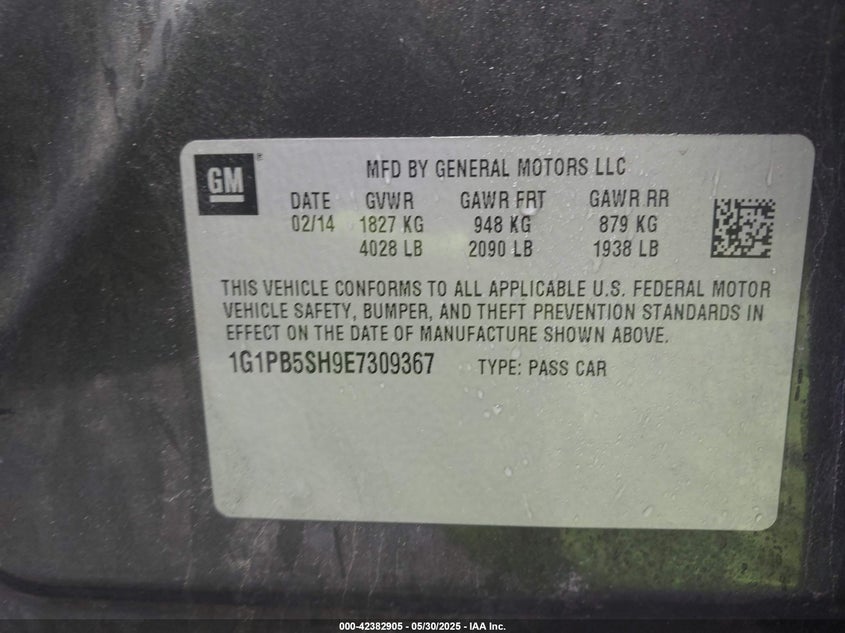 GM ®
MFD BY GENERAL MOTORS LLC
DATE GVWR GAWR FRT GAWR RR
02/14 1827 KG 948 KG 879 KG
4028 LB 2090 LB 1938 LB
THIS VEHICLE CONFORMS TO ALL APPLICABLE U.S. FEDERAL MOTOR
VEHICLE SAFETY, BUMPER, AND THEFT PREVENTION STANDARDS IN
EFFECT ON THE DATE OF MANUFACTURE SHOWN ABOVE.
1G1PB5SH9E7309367 TYPE: PASS CAR
000-42382905 - 05/30/2025 - IAA Inc.